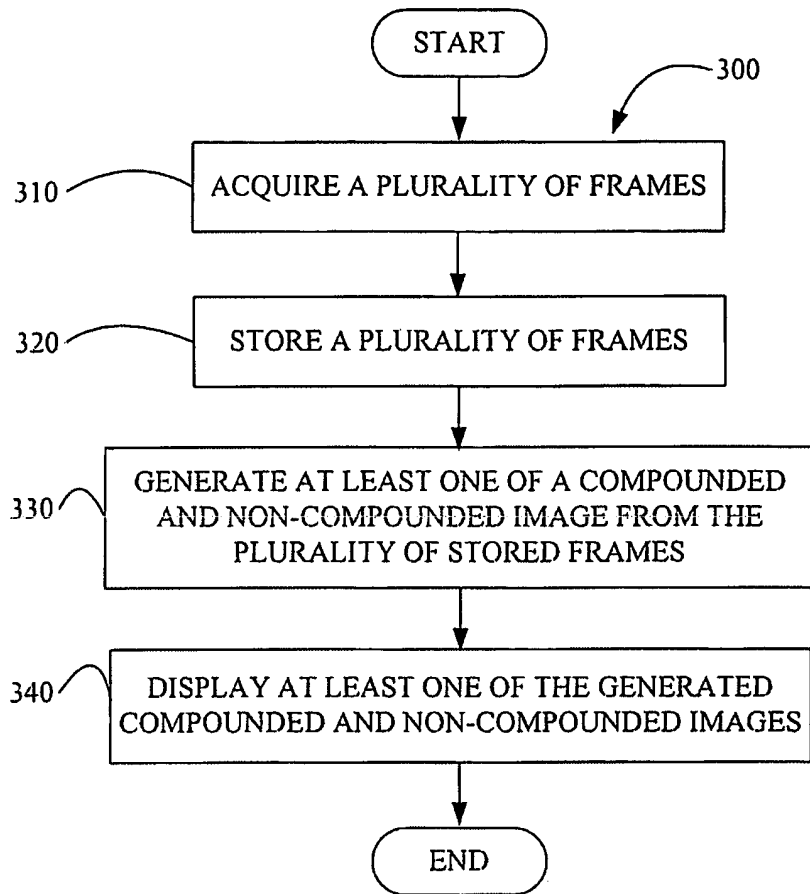 START
300
310
ACQUIRE A PLURALITY OF FRAMES
320
STORE A PLURALITY OF FRAMES
330
GENERATE AT LEAST ONE OF A COMPOUNDED
AND NON-COMPOUNDED IMAGE FROM THE
PLURALITY OF STORED FRAMES
340
DISPLAY AT LEAST ONE OF THE GENERATED
COMPOUNDED AND NON-COMPOUNDED IMAGES
END